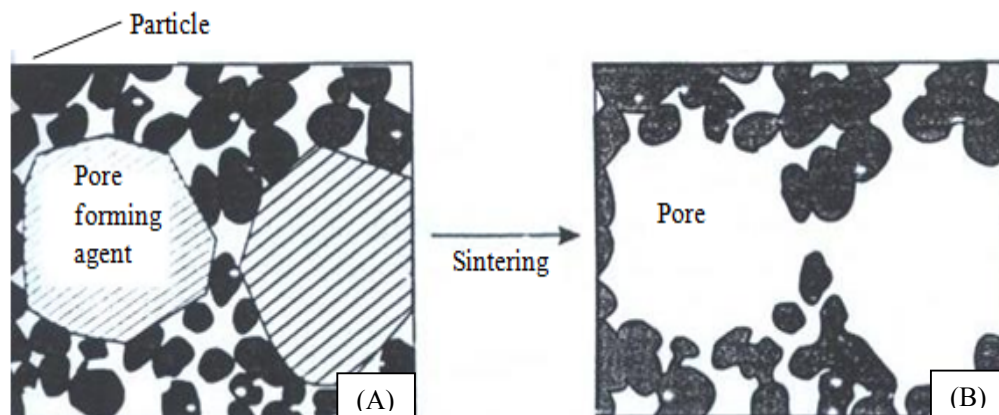 Particle
Pore
forming
agent
(A)
Sintering
Pore
(B)